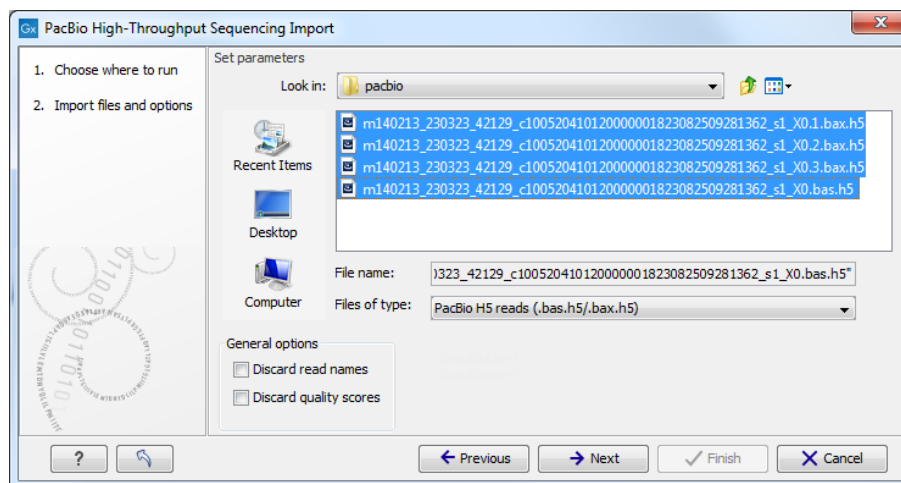 Gx PacBio High-Throughput Sequencing Import
1. Choose where to run
2. Import files and options
Set parameters
Look in: pacbio
Recent Items
Desktop
Computer
m140213_230323_42129_c100520410120000001823082509281362_s1_X0.1.bax.h5
m140213_230323_42129_c100520410120000001823082509281362_s1_X0.2.bax.h5
m140213_230323_42129_c100520410120000001823082509281362_s1_X0.3.bax.h5
m140213_230323_42129_c100520410120000001823082509281362_s1_X0.bas.h5
File name: )323_42129_c100520410120000001823082509281362_s1_X0.bas.h5"
Files of type: PacBio H5 reads (.bas.h5/.bax.h5)
General options
Discard read names
Discard quality scores
? Previous Next Finish Cancel